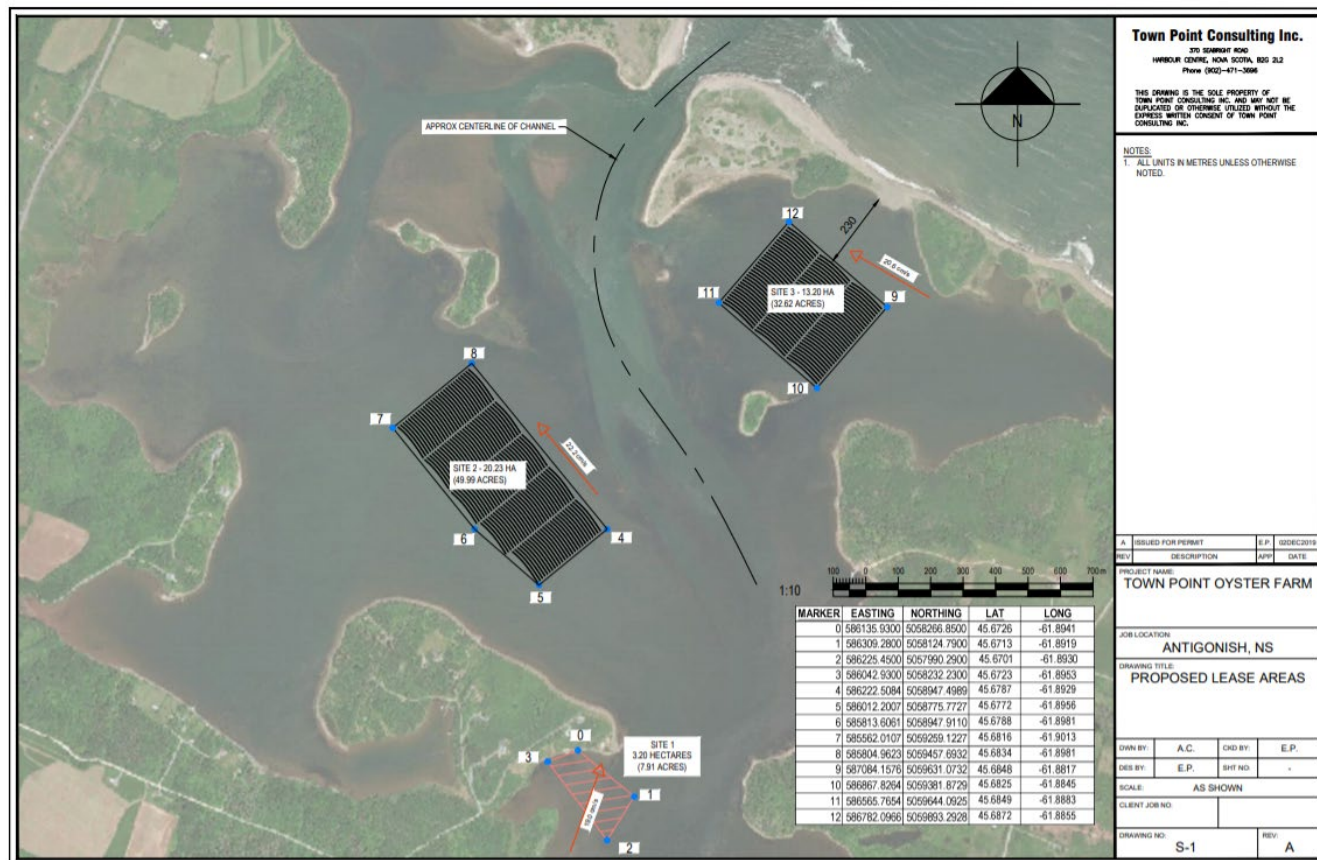 Town Point Consulting Inc.
370 SEABRIGHT ROAD
HARBOUR CENTRE, NOVA SCOTIA, B2G 2L2
Phone (902)-471-3696
THIS DRAWING IS THE SOLE PROPERTY OF
TOWN POINT CONSULTING INC. AND MAY NOT BE
DUPLICATED OR OTHERWISE UTILIZED WITHOUT THE
EXPRESS WRITTEN CONSENT OF TOWN POINT
CONSULTING INC.
NOTES:
1. ALL UNITS IN METRES UNLESS OTHERWISE
NOTED.
APPROX CENTERLINE OF CHANNEL
N
12
230
20.6 cm/s
11
SITE 3 - 13.20 HA
(32.62 ACRES)
9
10
8
7
22.2 cm/s
SITE 2 - 20.23 HA
(49.99 ACRES)
6
4
5
0
3
SITE 1
3.20 HECTARES
(7.91 ACRES)
1
2
1:10
100 0 100 200 300 400 500 600 700m
MARKER EASTING NORTHING LAT LONG
0 586135.9300 5058266.8500 45.6726 -61.8941
1 586309.2800 5058124.7900 45.6713 -61.8919
2 586225.4500 5057990.2900 45.6701 -61.8930
3 586042.9300 5058232.2300 45.6723 -61.8953
4 586222.5084 5058947.4989 45.6787 -61.8929
5 586012.2007 5058775.7727 45.6772 -61.8956
6 585813.6061 5058947.9110 45.6788 -61.8981
7 585562.0107 5059259.1227 45.6816 -61.9013
8 585804.9623 5059457.6932 45.6834 -61.8981
9 587084.1576 5059631.0732 45.6848 -61.8817
10 586867.8264 5059381.8729 45.6825 -61.8845
11 586565.7654 5059644.0925 45.6849 -61.8883
12 586782.0966 5059893.2928 45.6872 -61.8855
A ISSUED FOR PERMIT E.P. 02DEC2019
REV DESCRIPTION APP DATE
PROJECT NAME:
TOWN POINT OYSTER FARM
JOB LOCATION:
ANTIGONISH, NS
DRAWING TITLE:
PROPOSED LEASE AREAS
DWN BY: A.C. CKD BY: E.P.
DES BY: E.P. SHT NO: -
SCALE: AS SHOWN
CLIENT JOB NO:
DRAWING NO: REV:
S-1 A